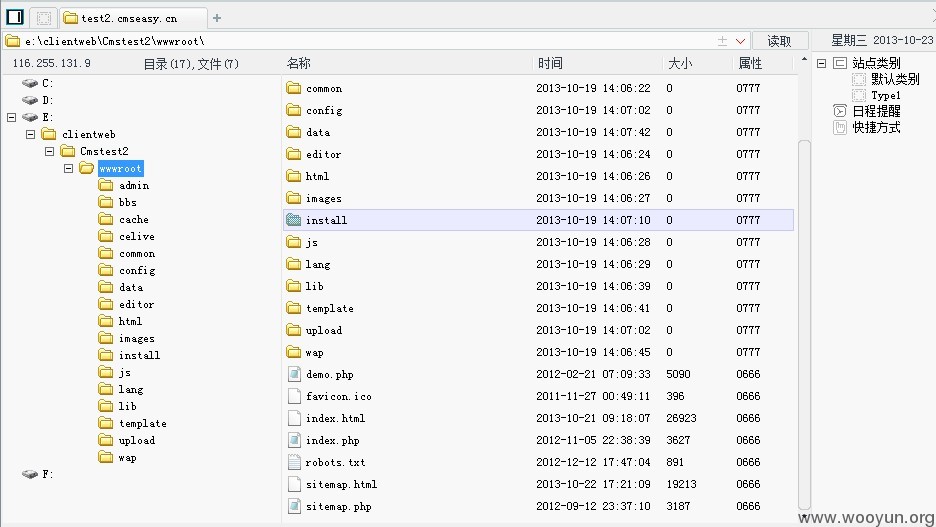 test2.cmseasy.cn
e:\clientweb\Cmstest2\wwwroot\
读取
星期三 2013-10-23
116.255.131.9 目录(17),文件(7)
C:
D:
E:
clientweb
Cmstest2
wwwroot
admin
bbs
cache
celive
common
config
data
editor
html
images
install
js
lang
lib
template
upload
wap
F:
名称 时间 大小 属性
common 2013-10-19 14:06:22 0 0777
config 2013-10-19 14:07:02 0 0777
data 2013-10-19 14:07:42 0 0777
editor 2013-10-19 14:06:24 0 0777
html 2013-10-19 14:06:26 0 0777
images 2013-10-19 14:06:27 0 0777
install 2013-10-19 14:07:10 0 0777
js 2013-10-19 14:06:28 0 0777
lang 2013-10-19 14:06:29 0 0777
lib 2013-10-19 14:06:39 0 0777
template 2013-10-19 14:06:41 0 0777
upload 2013-10-19 14:07:02 0 0777
wap 2013-10-19 14:06:45 0 0777
demo.php 2012-02-21 07:09:33 5090 0666
favicon.ico 2011-11-27 00:49:11 396 0666
index.html 2013-10-21 09:18:07 26923 0666
index.php 2012-11-05 22:38:39 3627 0666
robots.txt 2012-12-12 17:47:04 891 0666
sitemap.html 2013-10-22 17:21:09 19213 0666
sitemap.php 2012-09-12 23:37:10 3187 0666
站点类别
默认类别
Type1
日程提醒
快捷方式
www.wooyun.org